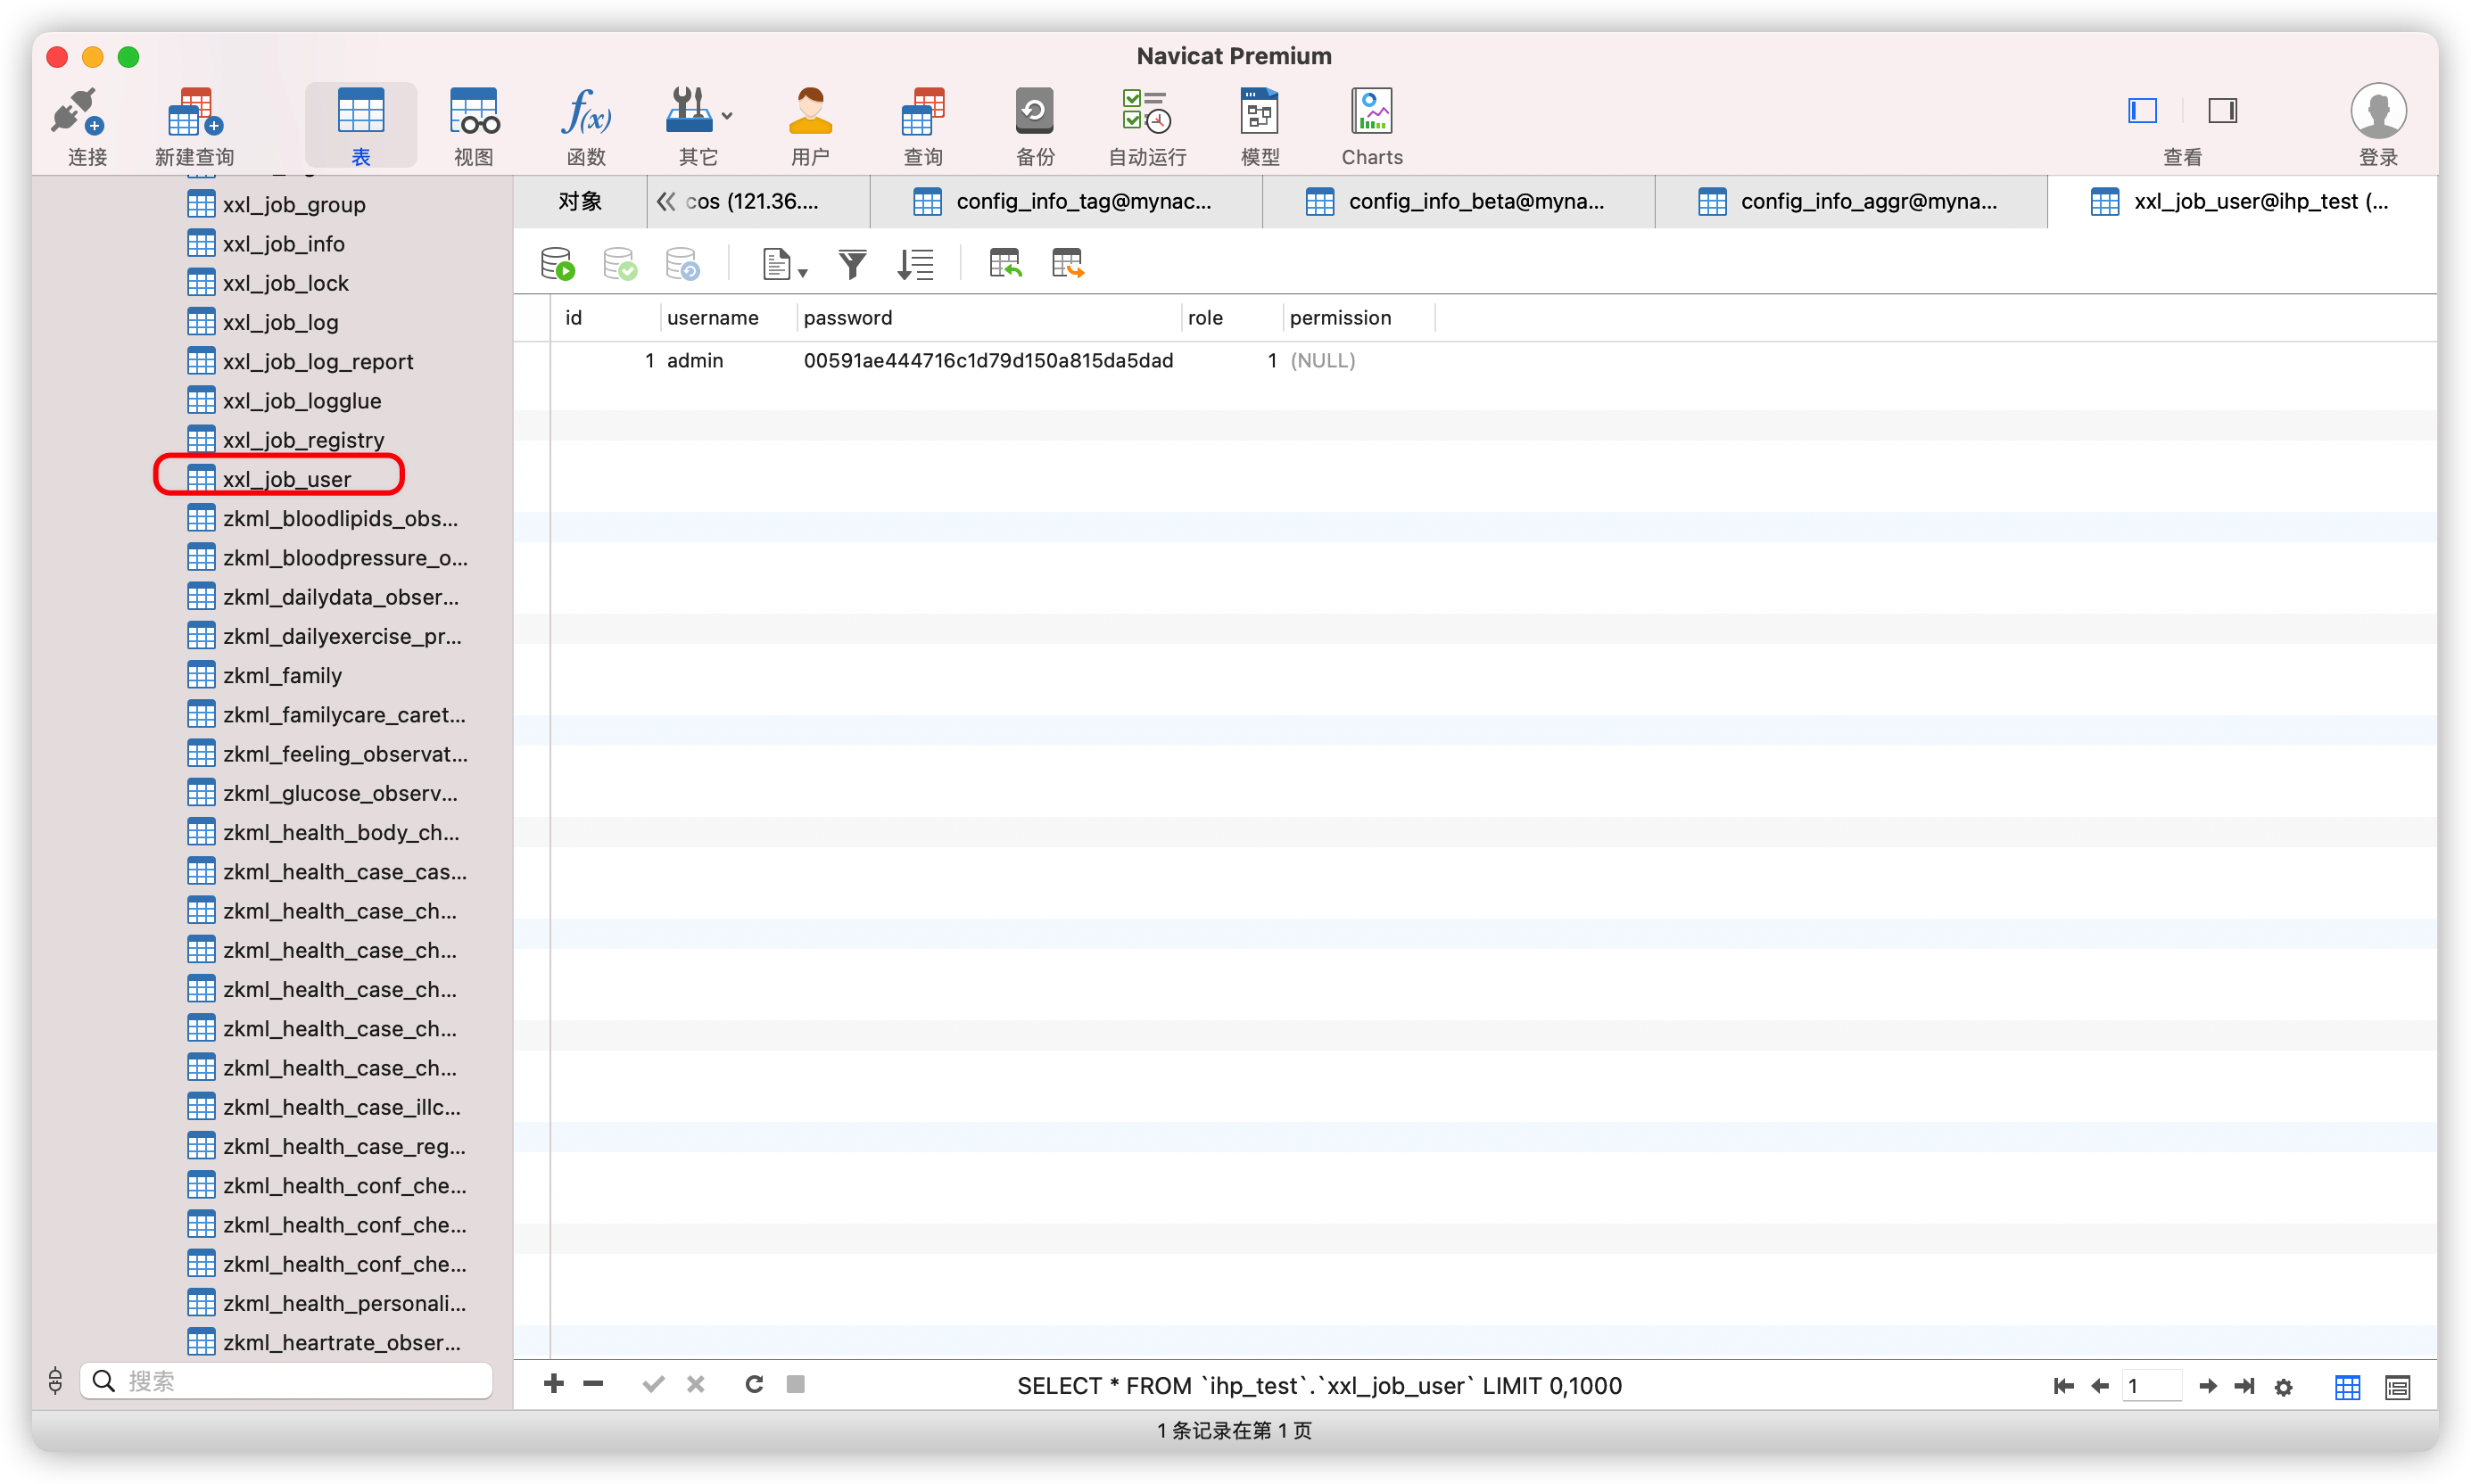 Navicat Premium
连接
新建查询
表
视图
函数
其它
用户
查询
备份
自动运行
模型
Charts
查看
登录
对象
cos (121.36....
config_info_tag@mynac...
config_info_beta@myna...
config_info_aggr@myna...
xxl_job_user@ihp_test (...
xxl_job_group
xxl_job_info
xxl_job_lock
xxl_job_log
xxl_job_log_report
xxl_job_logglue
xxl_job_registry
xxl_job_user
zkml_bloodlipids_obs...
zkml_bloodpressure_o...
zkml_dailydata_obser...
zkml_dailyexercise_pr...
zkml_family
zkml_familycare_caret...
zkml_feeling_observat...
zkml_glucose_observ...
zkml_health_body_ch...
zkml_health_case_cas...
zkml_health_case_ch...
zkml_health_case_ch...
zkml_health_case_ch...
zkml_health_case_ch...
zkml_health_case_ch...
zkml_health_case_illc...
zkml_health_case_reg...
zkml_health_conf_che...
zkml_health_conf_che...
zkml_health_conf_che...
zkml_health_personali...
zkml_heartrate_obser...
搜索
id username password role permission
1 admin 00591ae444716c1d79d150a815da5dad 1 (NULL)
SELECT * FROM `ihp_test`.`xxl_job_user` LIMIT 0,1000
1
1 条记录在第 1 页